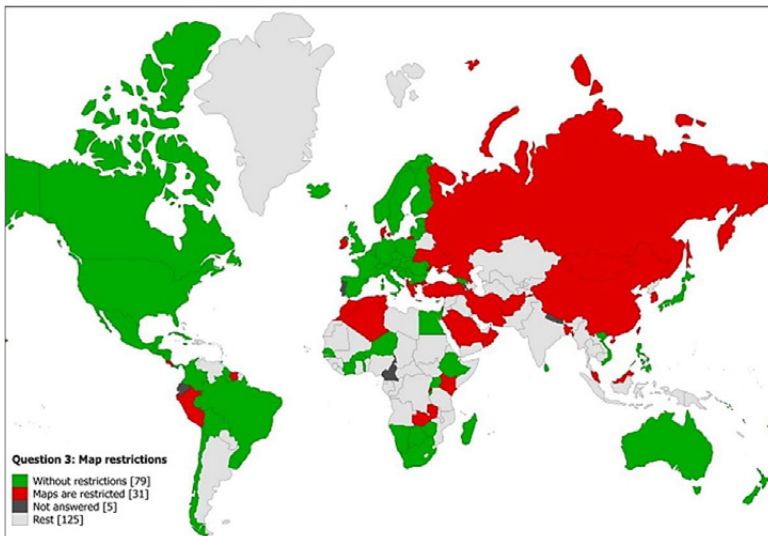 Question 3: Map restrictions
Without restrictions [79]
Maps are restricted [31]
Not answered [5]
Rest [125]